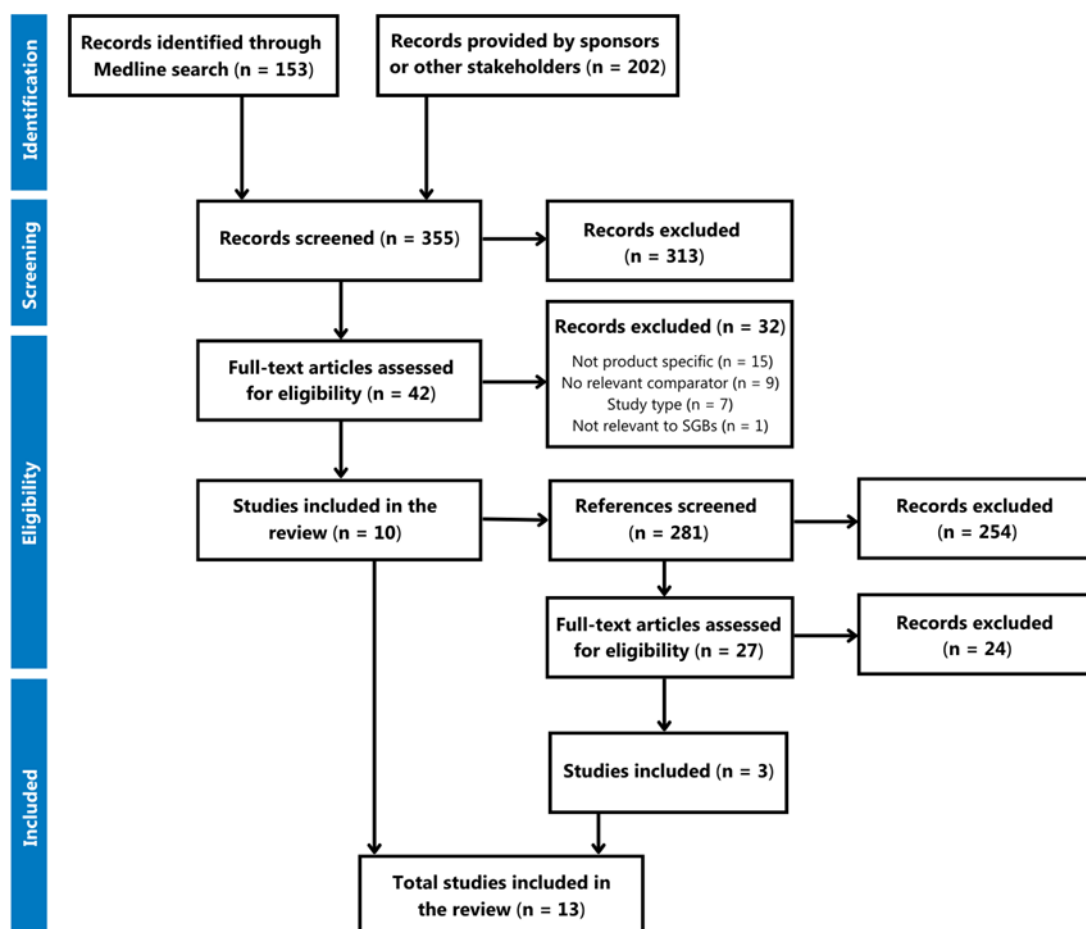 Identification
Records identified through
Medline search (n = 153)
Records provided by sponsors
or other stakeholders (n = 202)
Screening
Records screened (n = 355)
Records excluded
(n = 313)
Eligibility
Full-text articles assessed
for eligibility (n = 42)
Records excluded (n = 32)
Not product specific (n = 15)
No relevant comparator (n = 9)
Study type (n = 7)
Not relevant to SGBs (n = 1)
Studies included in the
review (n = 10)
References screened
(n = 281)
Records excluded
(n = 254)
Full-text articles assessed
for eligibility (n = 27)
Records excluded
(n = 24)
Included
Studies included (n = 3)
Total studies included in
the review (n = 13)